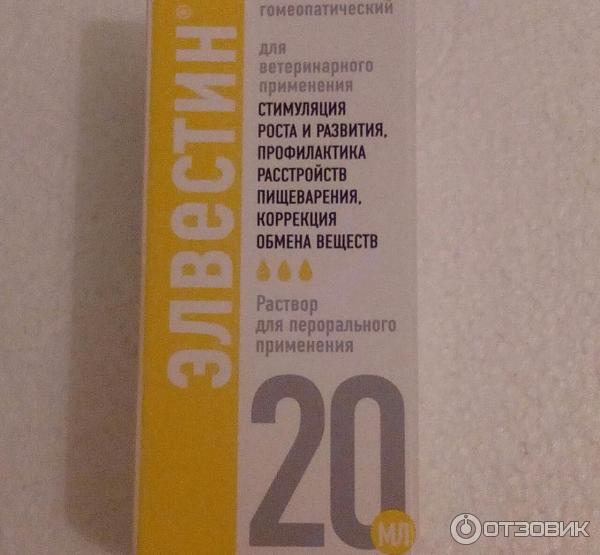 гомеопатический
для
ветеринарного
применения
СТИМУЛЯЦИЯ
РОСТА И РАЗВИТИЯ,
ПРОФИЛАКТИКА
РАССТРОЙСТВ
ПИЩЕВАРЕНИЯ,
КОРРЕКЦИЯ
ОБМЕНА ВЕЩЕСТВ
Раствор
для перорального
применения
20
МЛ
ЭЛВЕСТИН®
ОТЗОВИК